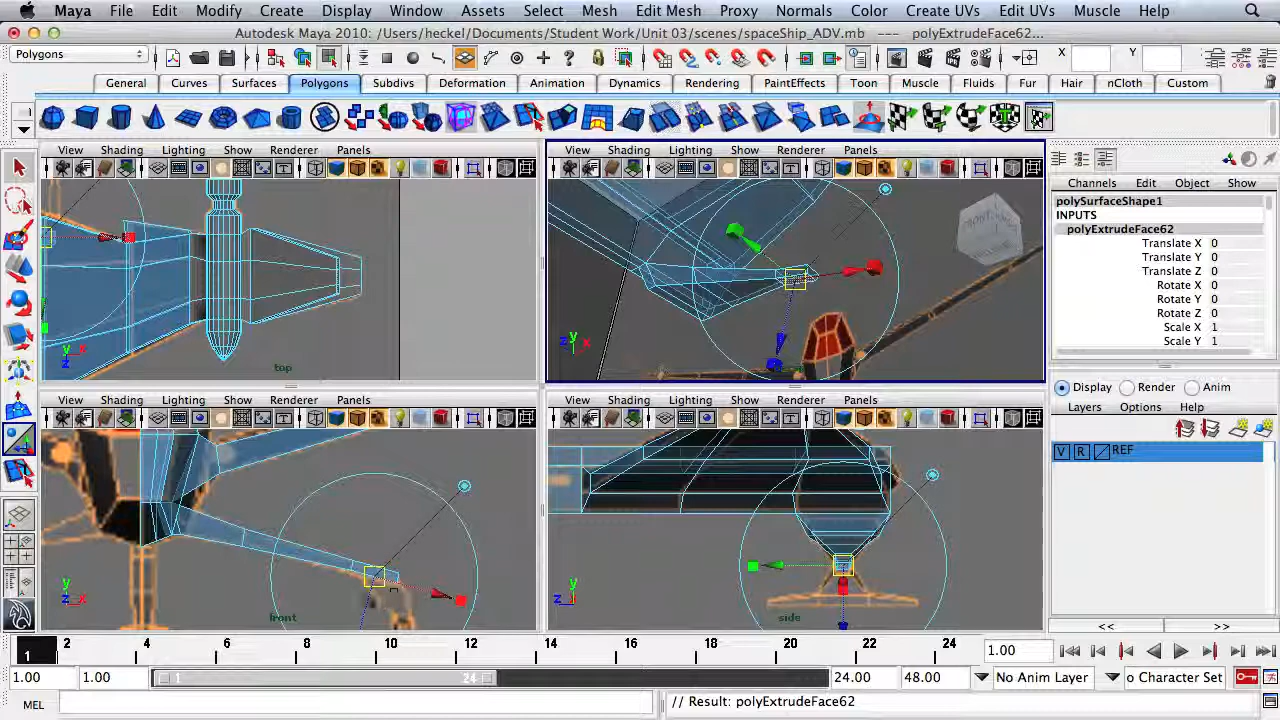 Maya File Edit Modify Create Display Window Assets Select Mesh Edit Mesh Proxy Normals Color Create UVs Edit UVs Muscle Help
Autodesk Maya 2010: /Users/heckel/Documents/Student Work/Unit 03/scenes/spaceShip_ADV.mb --- polyExtrudeFace62...
Polygons X Y
General Curves Surfaces Polygons Subdivs Deformation Animation Dynamics Rendering PaintEffects Toon Muscle Fluids Fur Hair nCloth Custom
View Shading Lighting Show Renderer Panels
View Shading Lighting Show Renderer Panels
Channels Edit Object Show
polySurfaceShape1
INPUTS
polyExtrudeFace62
Translate X 0
Translate Y 0
Translate Z 0
Rotate X 0
Rotate Y 0
Rotate Z 0
Scale X 1
Scale Y 1
y x z
top
y x z
Display Render Anim
Layers Options Help
V R REF
View Shading Lighting Show Renderer Panels
View Shading Lighting Show Renderer Panels
y z x
front
y z
side
<< >>
1 2 4 6 8 10 12 14 16 18 20 22 24 1.00
1.00 1.00 1 24 24.00 48.00 No Anim Layer o Character Set
MEL // Result: polyExtrudeFace62